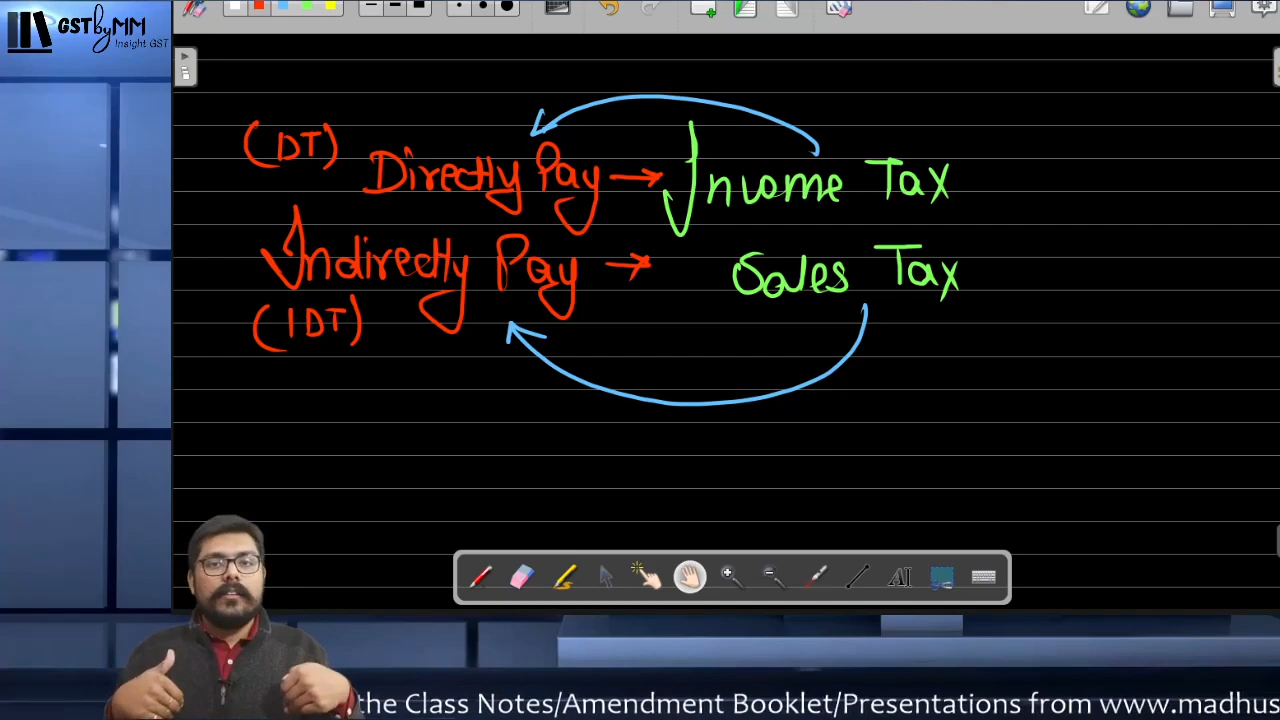 GSTbyMM
Insight GST
(DT) Directly Pay → Income Tax
Indirectly Pay → Sales Tax
(IDT)
AI
the Class Notes/Amendment Booklet/Presentations from www.madhus